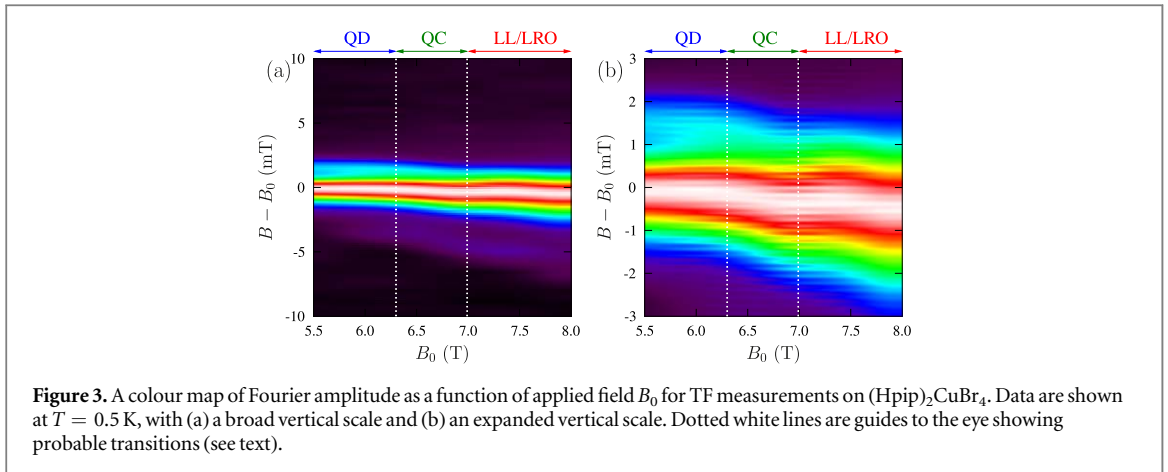 QD QC LL/LRO QD QC LL/LRO
(a) (b)
10 3
5 2
1
0 0
-1
-5 -2
-10 -3
B − B₀ (mT) B − B₀ (mT)
5.5 6.0 6.5 7.0 7.5 8.0 5.5 6.0 6.5 7.0 7.5 8.0
B₀ (T) B₀ (T)
Figure 3. A colour map of Fourier amplitude as a function of applied field B₀ for TF measurements on (Hpip)₂CuBr₄. Data are shown
at T = 0.5 K, with (a) a broad vertical scale and (b) an expanded vertical scale. Dotted white lines are guides to the eye showing
probable transitions (see text).